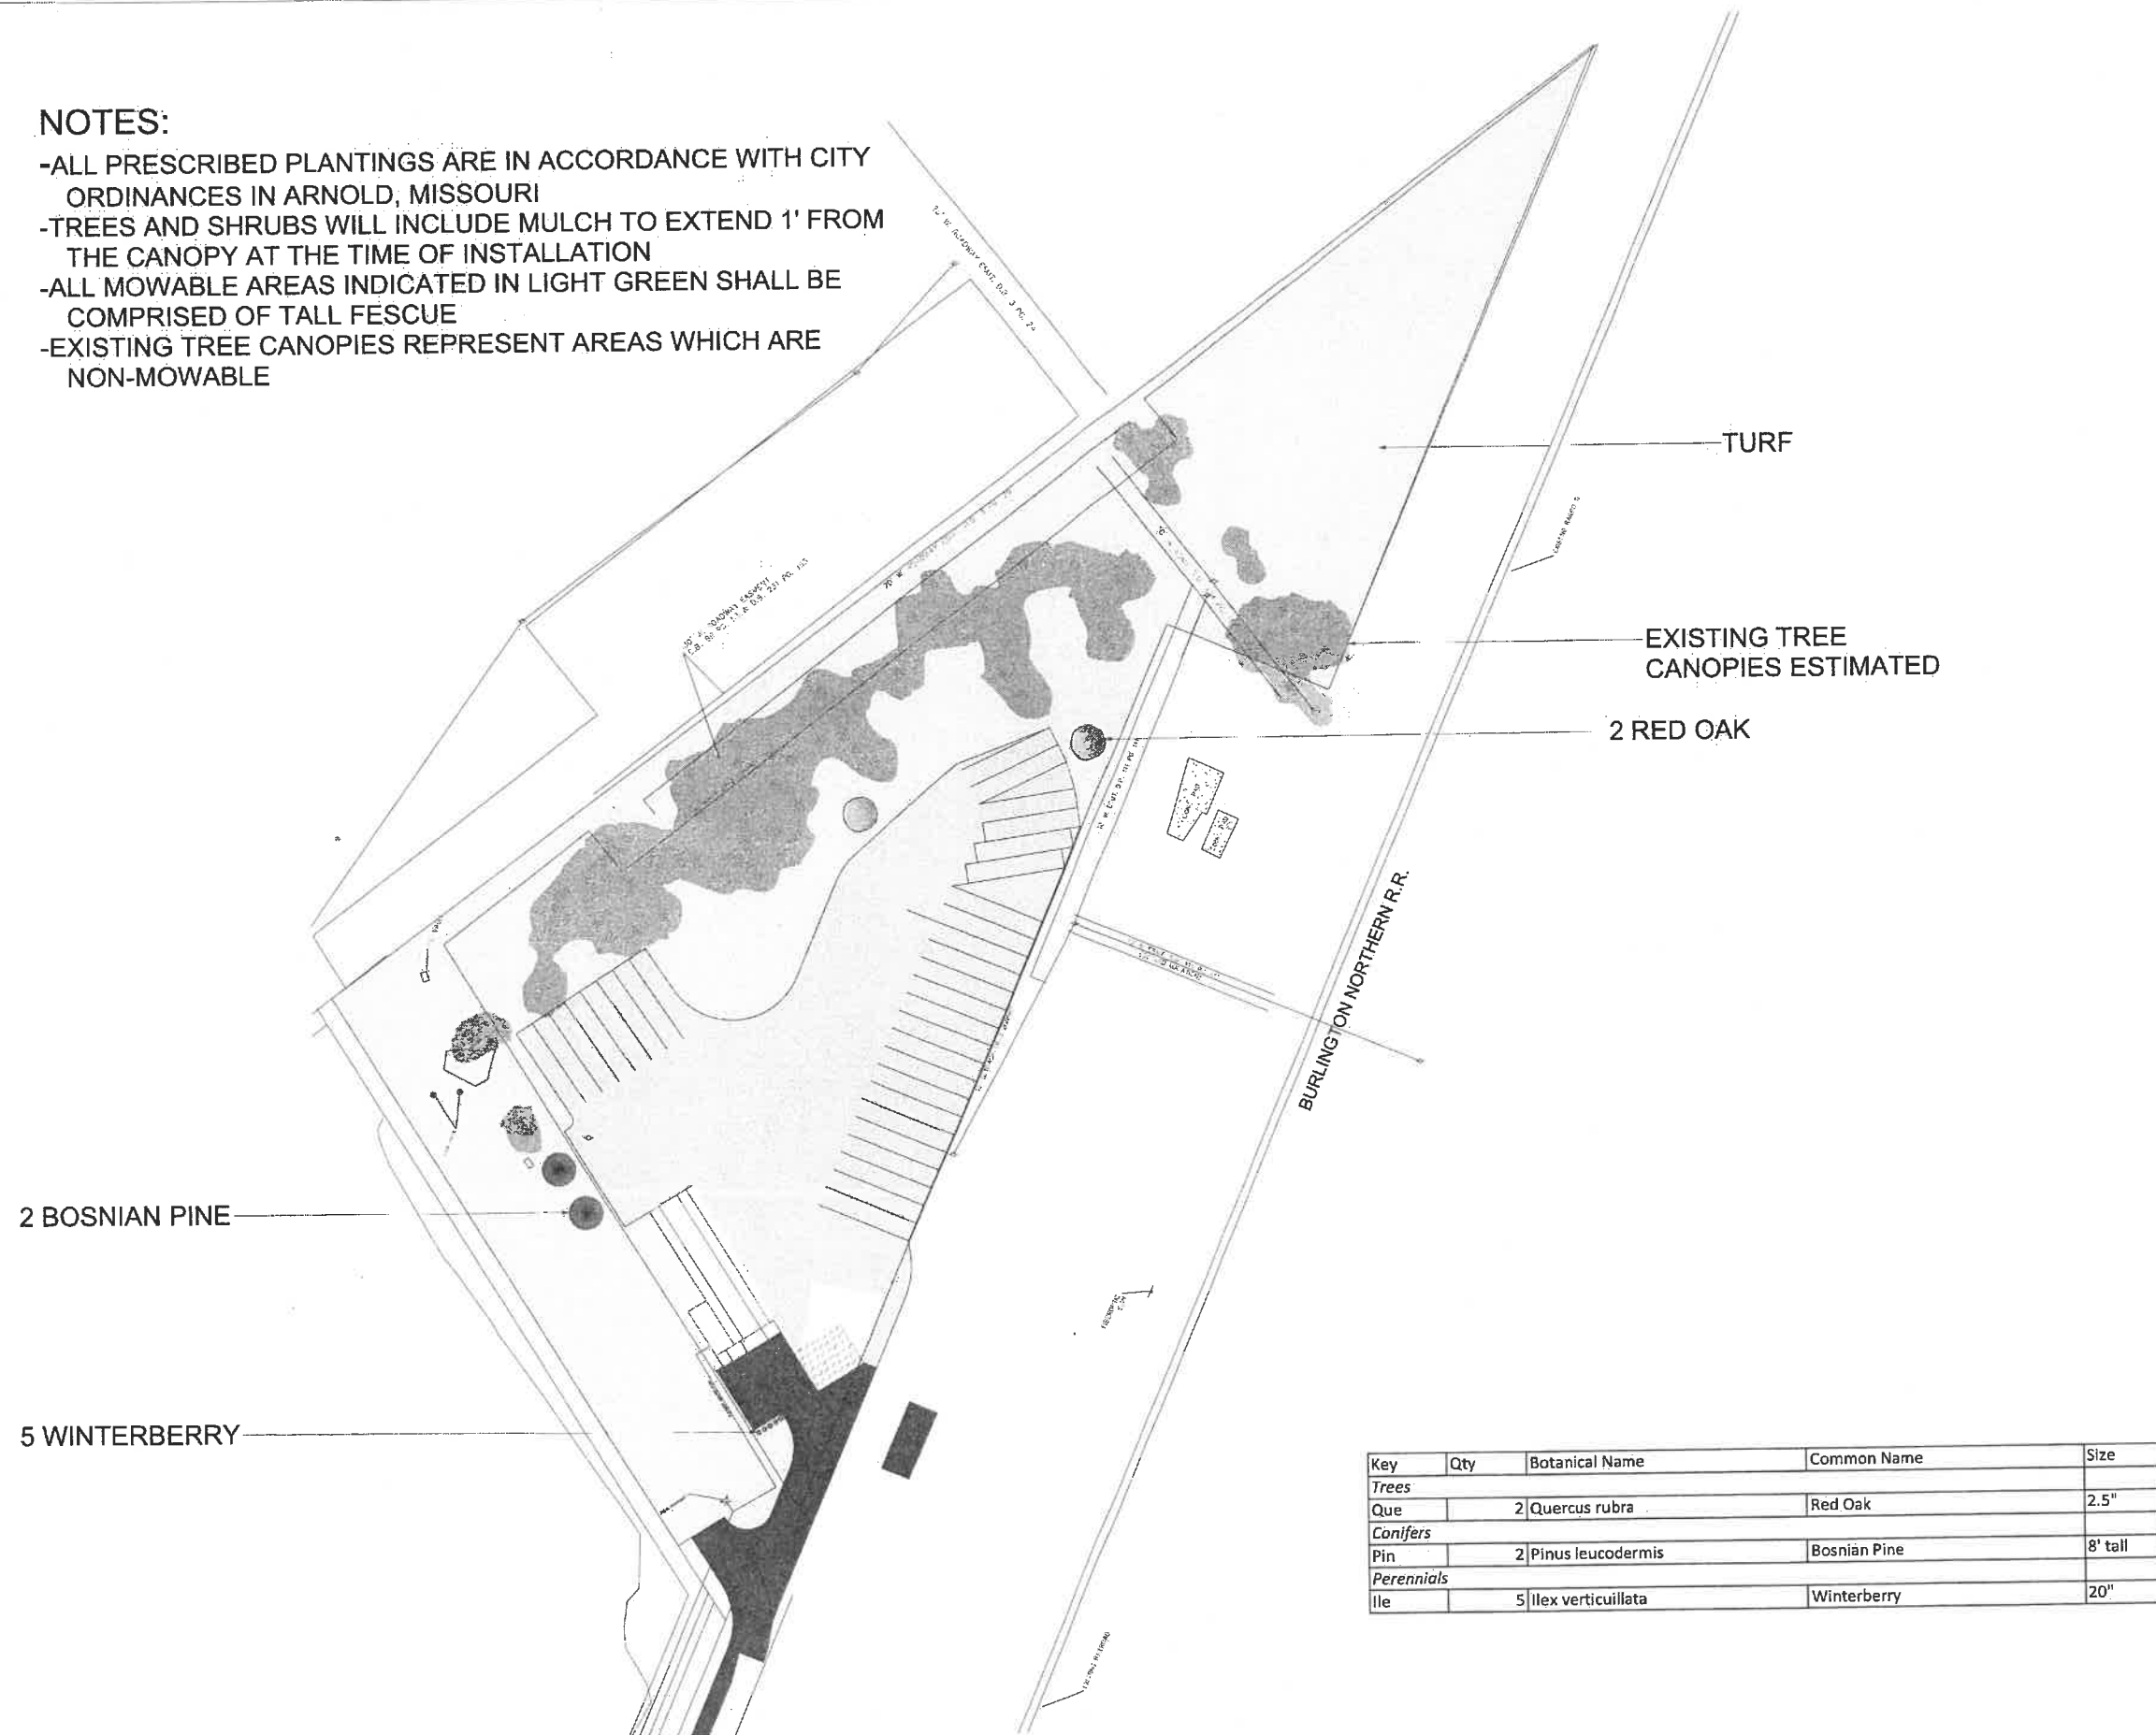 NOTES:
-ALL PRESCRIBED PLANTINGS ARE IN ACCORDANCE WITH CITY
ORDINANCES IN ARNOLD, MISSOURI
-TREES AND SHRUBS WILL INCLUDE MULCH TO EXTEND 1' FROM
THE CANOPY AT THE TIME OF INSTALLATION
-ALL MOWABLE AREAS INDICATED IN LIGHT GREEN SHALL BE
COMPRISED OF TALL FESCUE
-EXISTING TREE CANOPIES REPRESENT AREAS WHICH ARE
NON-MOWABLE
TURF
EXISTING TREE
CANOPIES ESTIMATED
2 RED OAK
BURLINGTON NORTHERN R.R.
2 BOSNIAN PINE
5 WINTERBERRY
Key Qty Botanical Name Common Name Size
Trees
Que 2 Quercus rubra Red Oak 2.5"
Conifers
Pin 2 Pinus leucodermis Bosnian Pine 8' tall
Perennials
Ile 5 Ilex verticuillata Winterberry 20"